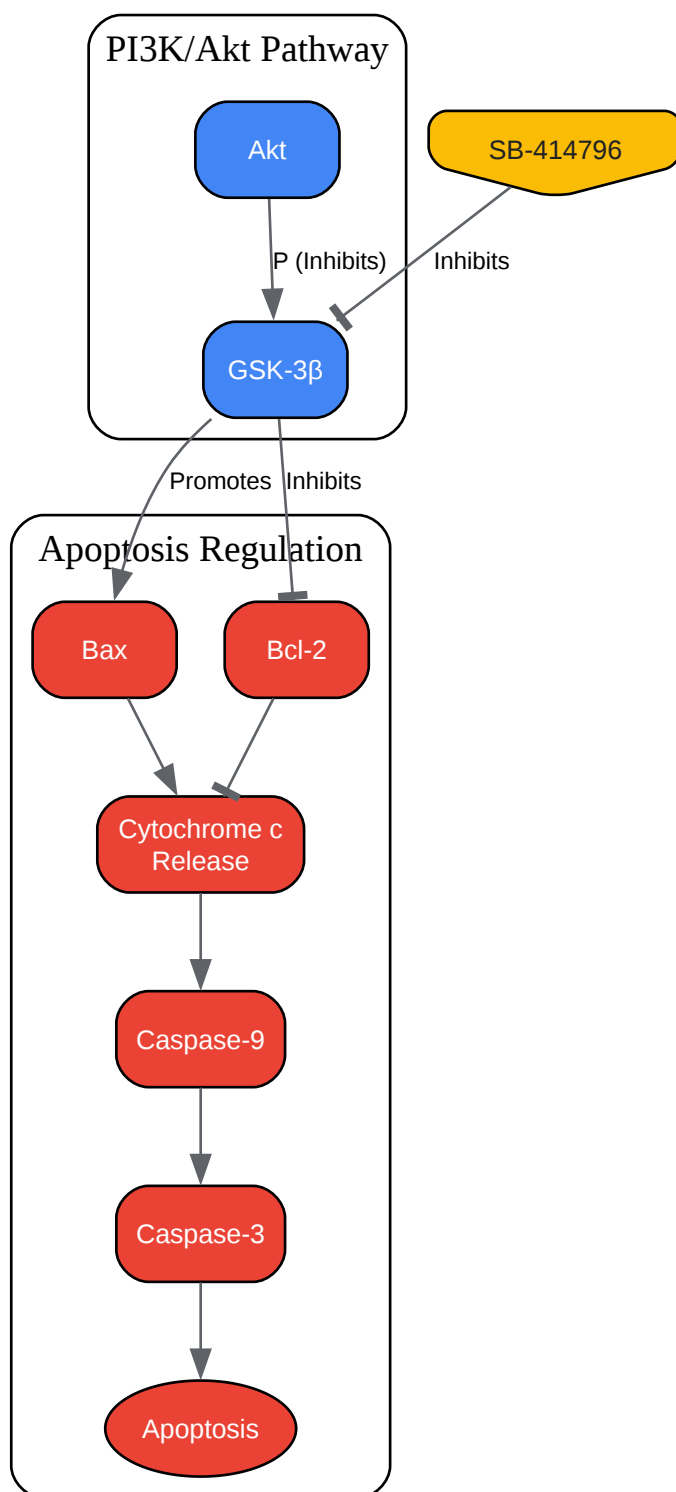 PI3K/Akt Pathway
Akt
SB-414796
P (Inhibits)
Inhibits
GSK-3β
Promotes
Inhibits
Apoptosis Regulation
Bax
Bcl-2
Cytochrome c
Release
Caspase-9
Caspase-3
Apoptosis